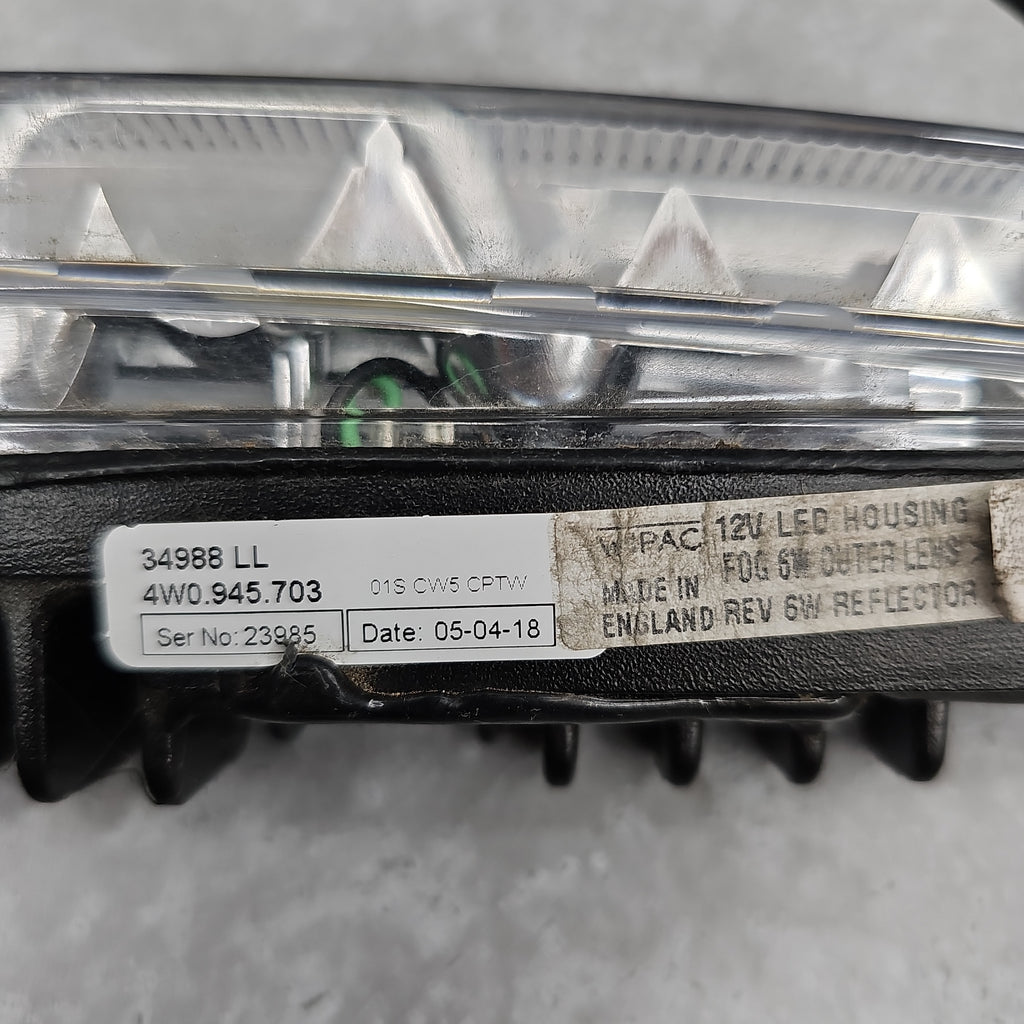 34988 LL
4W0.945.703
01S CW5 CPTW
Ser No: 23985
Date: 05-04-18
WIPAC
MADE IN
ENGLAND
12V LED HOUSING
FOG 6W OUTER LENS
REV 6W REFLECTOR